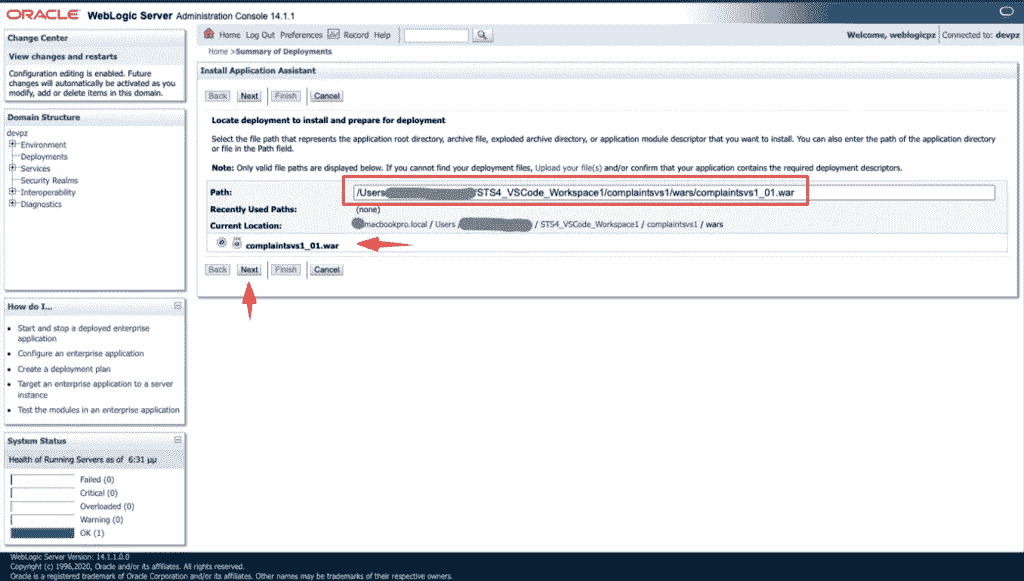 ORACLE WebLogic Server Administration Console 14.1.1
Change Center
View changes and restarts
Configuration editing is enabled. Future
changes will automatically be activated as you
modify, add or delete items in this domain.
Domain Structure
devpz
Environment
Deployments
Services
Security Realms
Interoperability
Diagnostics
How do I...
Start and stop a deployed enterprise
application
Configure an enterprise application
Create a deployment plan
Target an enterprise application to a server
instance
Test the modules in an enterprise application
System Status
Health of Running Servers as of 6:31 μμ
Failed (0)
Critical (0)
Overloaded (0)
Warning (0)
OK (1)
Home Log Out Preferences Record Help
Welcome, weblogicpz Connected to: devpz
Home >Summary of Deployments
Install Application Assistant
Back Next Finish Cancel
Locate deployment to install and prepare for deployment
Select the file path that represents the application root directory, archive file, exploded archive directory, or application module descriptor that you want to install. You can also enter the path of the application directory
or file in the Path field.
Note: Only valid file paths are displayed below. If you cannot find your deployment files, Upload your file(s) and/or confirm that your application contains the required deployment descriptors.
Path: /Users /STS4_VSCode_Workspace1/complaintsvs1/wars/complaintsvs1_01.war
Recently Used Paths: (none)
Current Location: macbookpro.local / Users / / STS4_VSCode_Workspace1 / complaintsvs1 / wars
complaintsvs1_01.war
Back Next Finish Cancel
WebLogic Server Version: 14.1.1.0.0
Copyright (c) 1996,2020, Oracle and/or its affiliates. All rights reserved.
Oracle is a registered trademark of Oracle Corporation and/or its affiliates. Other names may be trademarks of their respective owners.